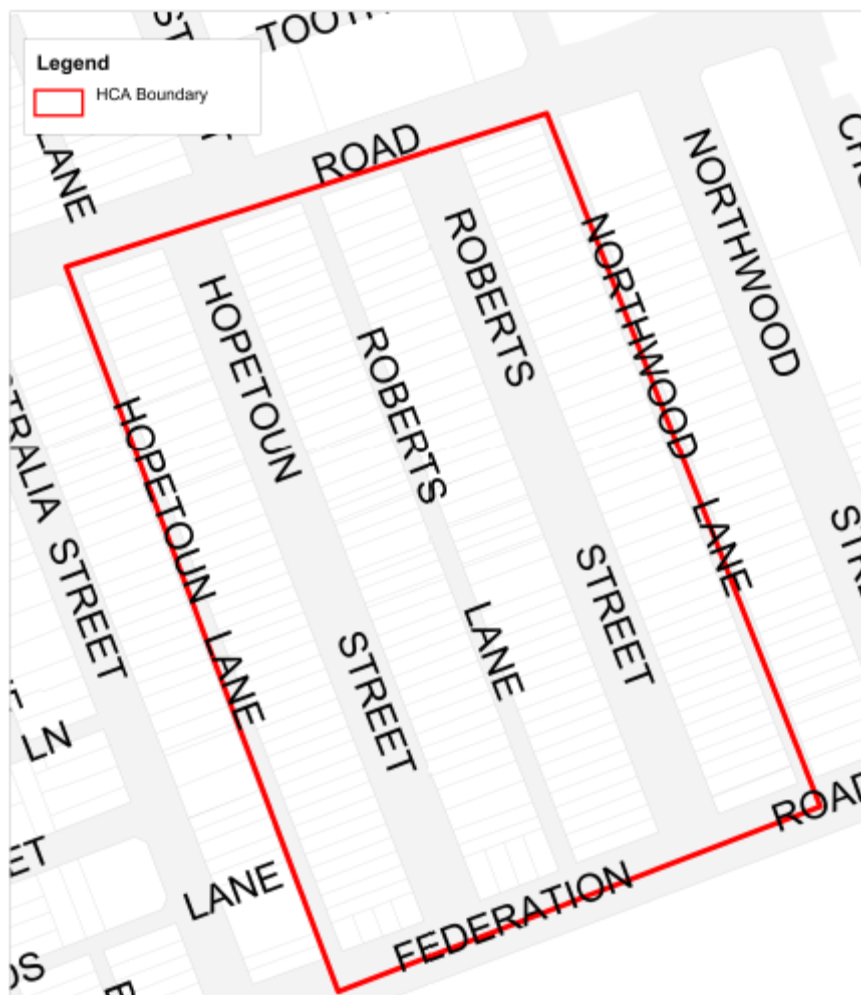 Legend
HCA Boundary
LANE
ROAD
NORTHWOOD
STREET
ROBERTS
STREET
NORTHWOOD LANE
HOPETOUN
STREET
ROBERTS
LANE
HOPETOUN LANE
STREET
LN
LANE
FEDERATION
ROAD